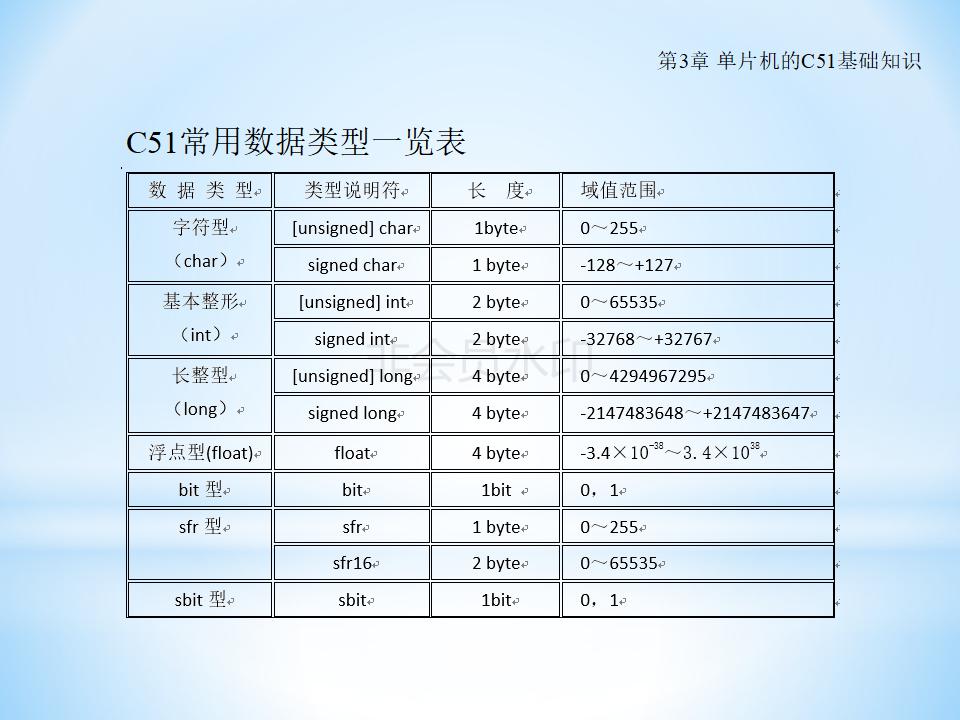 第3章 单片机的C51基础知识
C51常用数据类型一览表
数 据 类 型 类型说明符 长 度 域值范围
字符型 [unsigned] char 1byte 0～255
（char） signed char 1 byte -128～+127
基本整形 [unsigned] int 2 byte 0～65535
（int） signed int 2 byte -32768～+32767
长整型 [unsigned] long 4 byte 0～4294967295
（long） signed long 4 byte -2147483648～+2147483647
浮点型(float) float 4 byte -3.4×10⁻³⁸～3.4×10³⁸
bit 型 bit 1bit 0，1
sfr 型 sfr 1 byte 0～255
sfr16 2 byte 0～65535
sbit 型 sbit 1bit 0，1
非会员水印